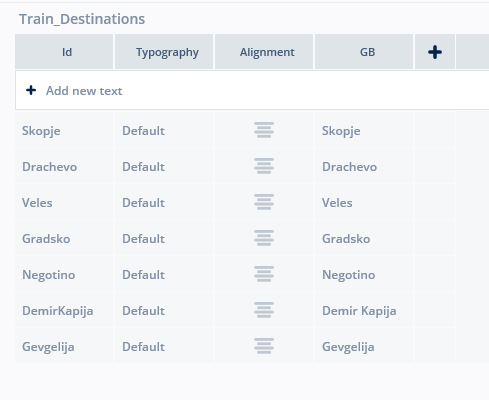 Train_Destinations
Id Typography Alignment GB
Add new text
Skopje Default Skopje
Drachevo Default Drachevo
Veles Default Veles
Gradsko Default Gradsko
Negotino Default Negotino
DemirKapija Default Demir Kapija
Gevgelija Default Gevgelija